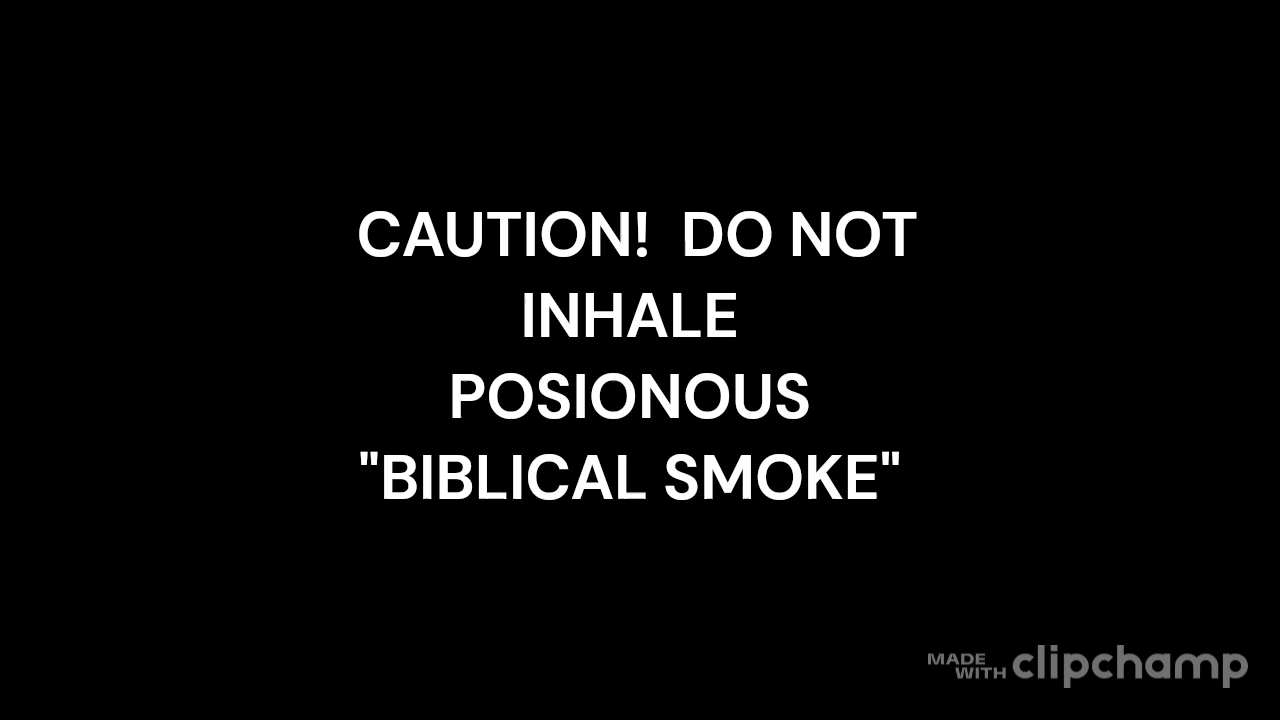 CAUTION!  DO NOT
INHALE
POSIONOUS
"BIBLICAL SMOKE"
MADE
WITH clipchamp